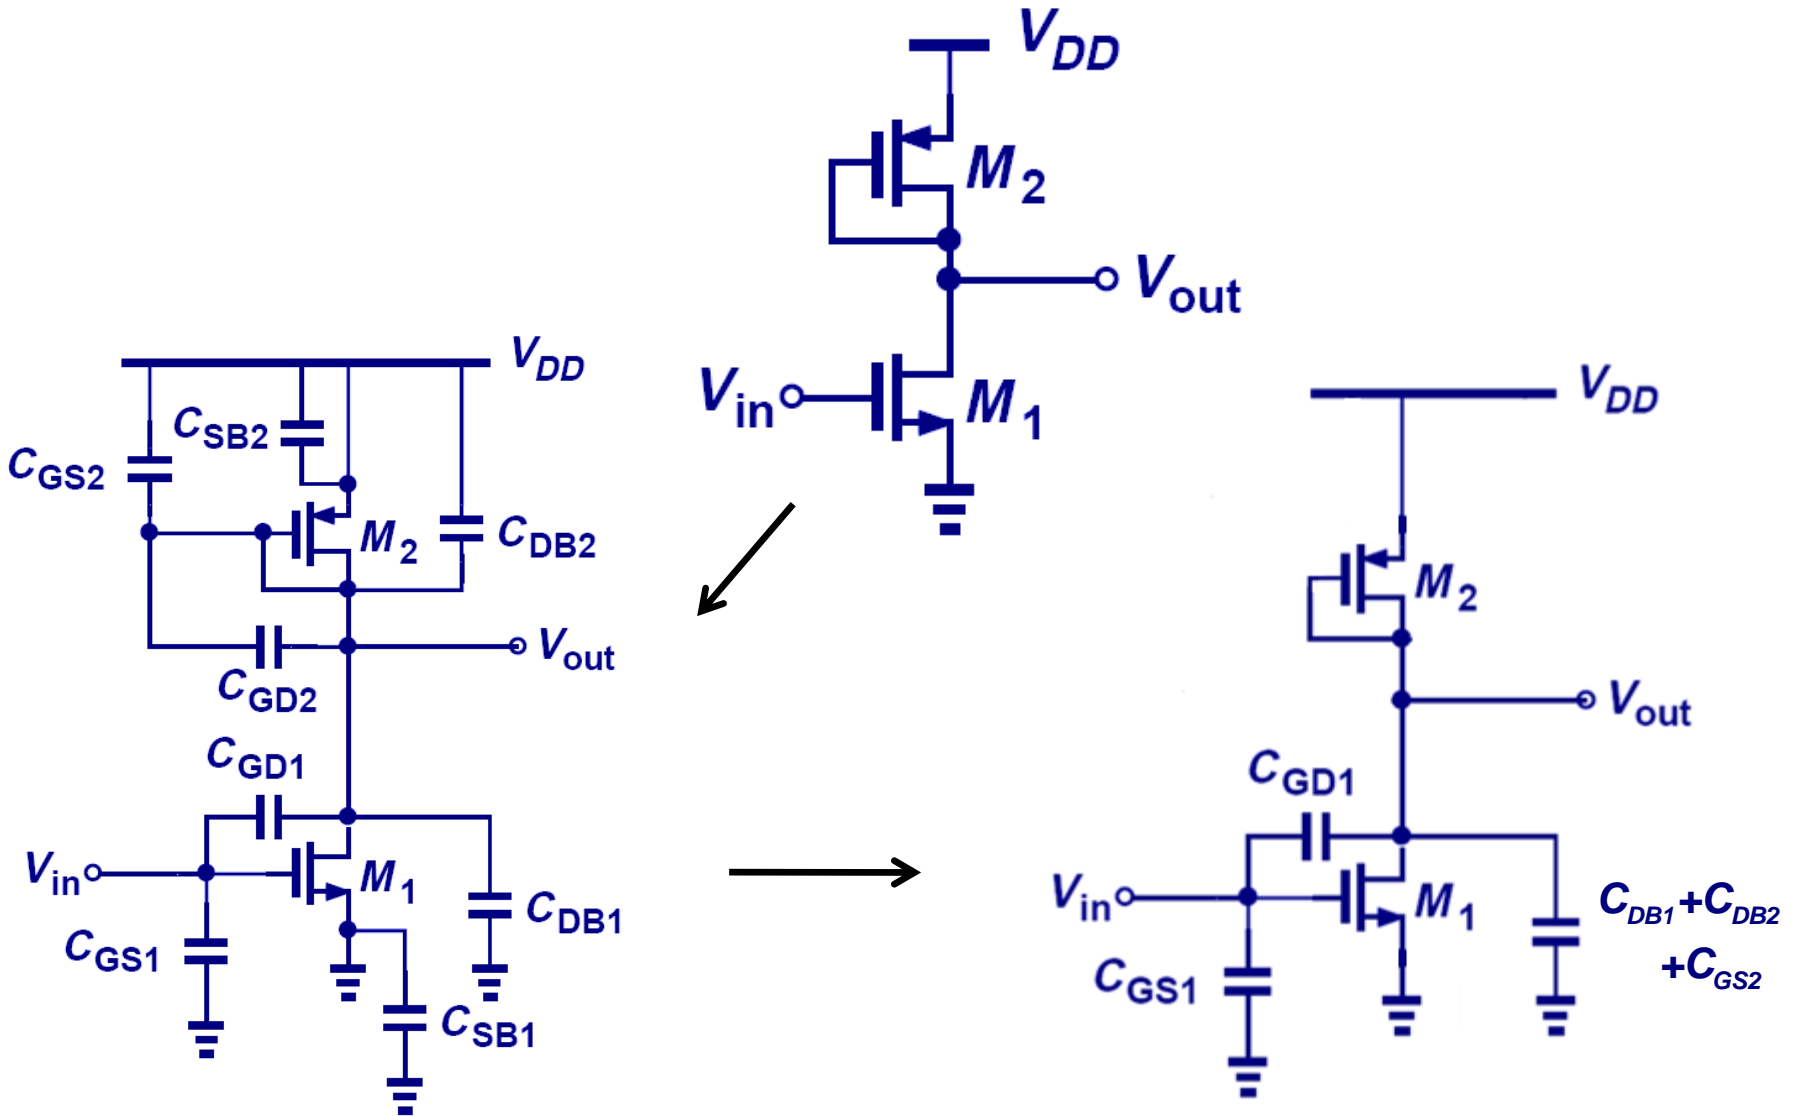 VDD
M2
Vout
Vin
M1
VDD
CSB2
CGS2
M2
CDB2
Vout
CGD2
CGD1
Vin
M1
CDB1
CGS1
CSB1
VDD
M2
Vout
CGD1
Vin
M1
CDB1+CDB2
+CGS2
CGS1